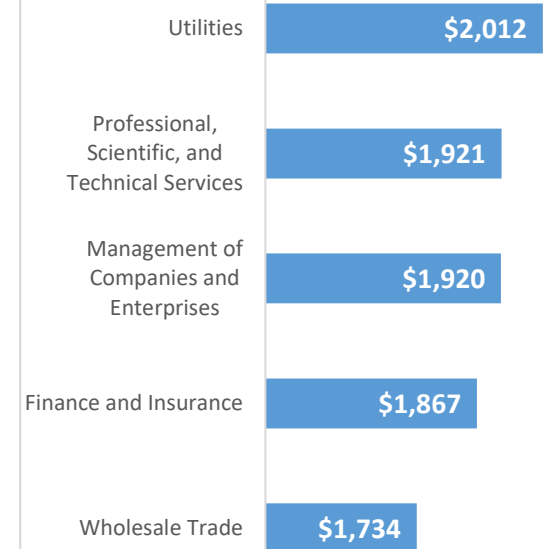 Utilities
$2,012
Professional,
Scientific, and
Technical Services
$1,921
Management of
Companies and
Enterprises
$1,920
Finance and Insurance
$1,867
Wholesale Trade
$1,734